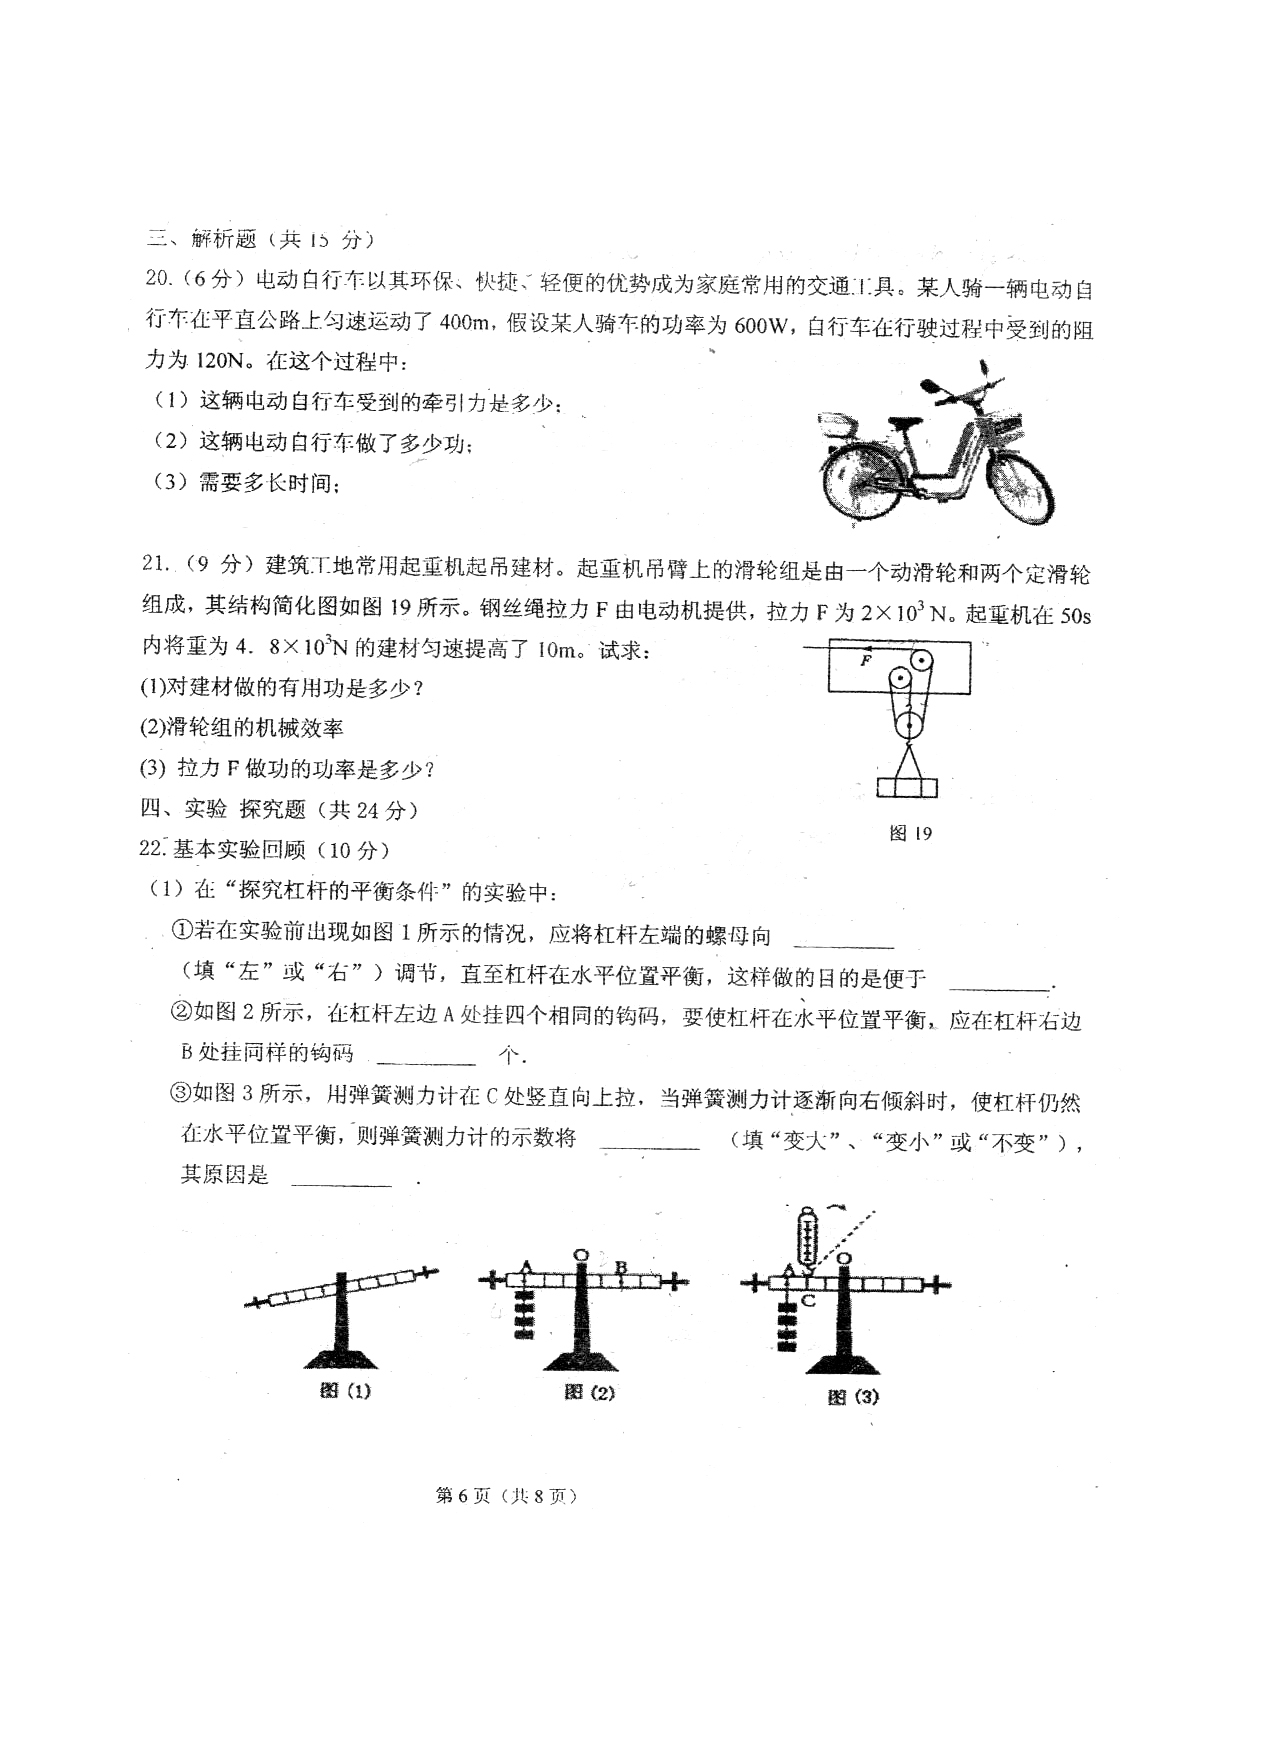 三、解析题（共 15 分）
20.（6 分）电动自行车以其环保、快捷、轻便的优势成为家庭常用的交通工具。某人骑一辆电动自
行车在平直公路上匀速运动了 400m，假设某人骑车的功率为 600W，自行车在行驶过程中受到的阻
力为 120N。在这个过程中：
（1）这辆电动自行车受到的牵引力是多少；
（2）这辆电动自行车做了多少功；
（3）需要多长时间；
21.（9 分）建筑工地常用起重机起吊建材。起重机吊臂上的滑轮组是由一个动滑轮和两个定滑轮
组成，其结构简化图如图 19 所示。钢丝绳拉力 F 由电动机提供，拉力 F 为 2×10³ N。起重机在 50s
内将重为 4．8×10³N 的建材匀速提高了 10m。试求：
F
(1)对建材做的有用功是多少？
(2)滑轮组的机械效率
(3) 拉力 F 做功的功率是多少？
图 19
四、实验 探究题（共 24 分）
22. 基本实验回顾（10 分）
（1）在“探究杠杆的平衡条件”的实验中：
①若在实验前出现如图 1 所示的情况，应将杠杆左端的螺母向 ________
（填“左”或“右”）调节，直至杠杆在水平位置平衡，这样做的目的是便于 ________.
②如图 2 所示，在杠杆左边 A 处挂四个相同的钩码，要使杠杆在水平位置平衡，应在杠杆右边
B 处挂同样的钩码 ________ 个.
③如图 3 所示，用弹簧测力计在 C 处竖直向上拉，当弹簧测力计逐渐向右倾斜时，使杠杆仍然
在水平位置平衡，则弹簧测力计的示数将 ________ （填“变大”、“变小”或“不变”），
其原因是 ________ .
A O B
A O
C
图 (1) 图 (2) 图 (3)
第 6 页（共 8 页）